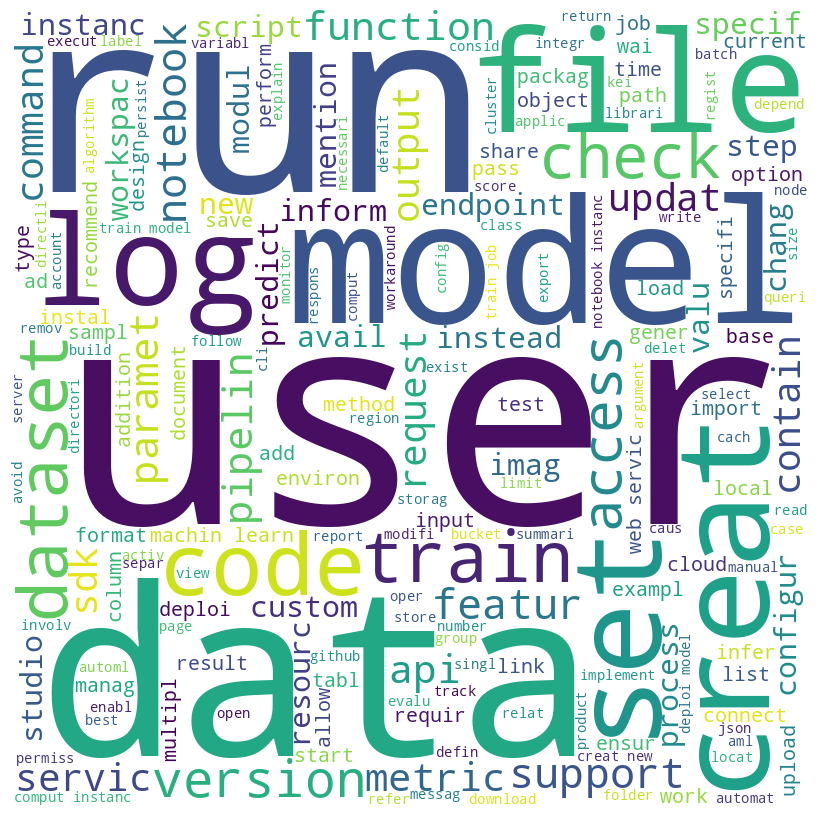 instanc
execut
label
script
variabl
function
return
consid
integr
job
wai
time
specif
current
batch
run
file
command
notebook
modul
perform
explain
mention
necessari
default
output
cluster
packag
object
applic
kei
path
librari
regist
depend
workspac
design
persist
algorithm
recommend
directli
account
type
new
save
pass
score
share
check
step
option
node
inform
endpoint
class
updat
write
train model
log
model
predict
monitor
respons
comput
workaround
config
train job
export
notebook instanc
specifi
load
valu
chang
size
queri
ad
instal
sampl
follow
cli
avail
instead
gener
base
delet
remov
build
dataset
directori
server
avoid
addition
paramet
document
pipelin
request
exist
user
method
region
test
add
environ
imag
limit
storag
access
argument
import
select
cach
contain
local
web servic
read
case
format
machin learn
input
modifi
bucket
summari
report
caus
set
creat
cloud
manual
sdk
column
activ
separ
code
view
train
involv
deploi
custom
oper
store
featur
number
group
exampl
configur
infer
list
process
implement
deploi model
page
studio
automl
manag
enabl
best
result
resourc
github
tabl
api
singl
link
evalu
track
connect
data
open
multipl
allow
requir
relat
product
ensur
json
aml
locat
upload
permiss
start
defin
creat new
automat
servic
version
metric
support
comput instanc
refer
messag
download
folder
work